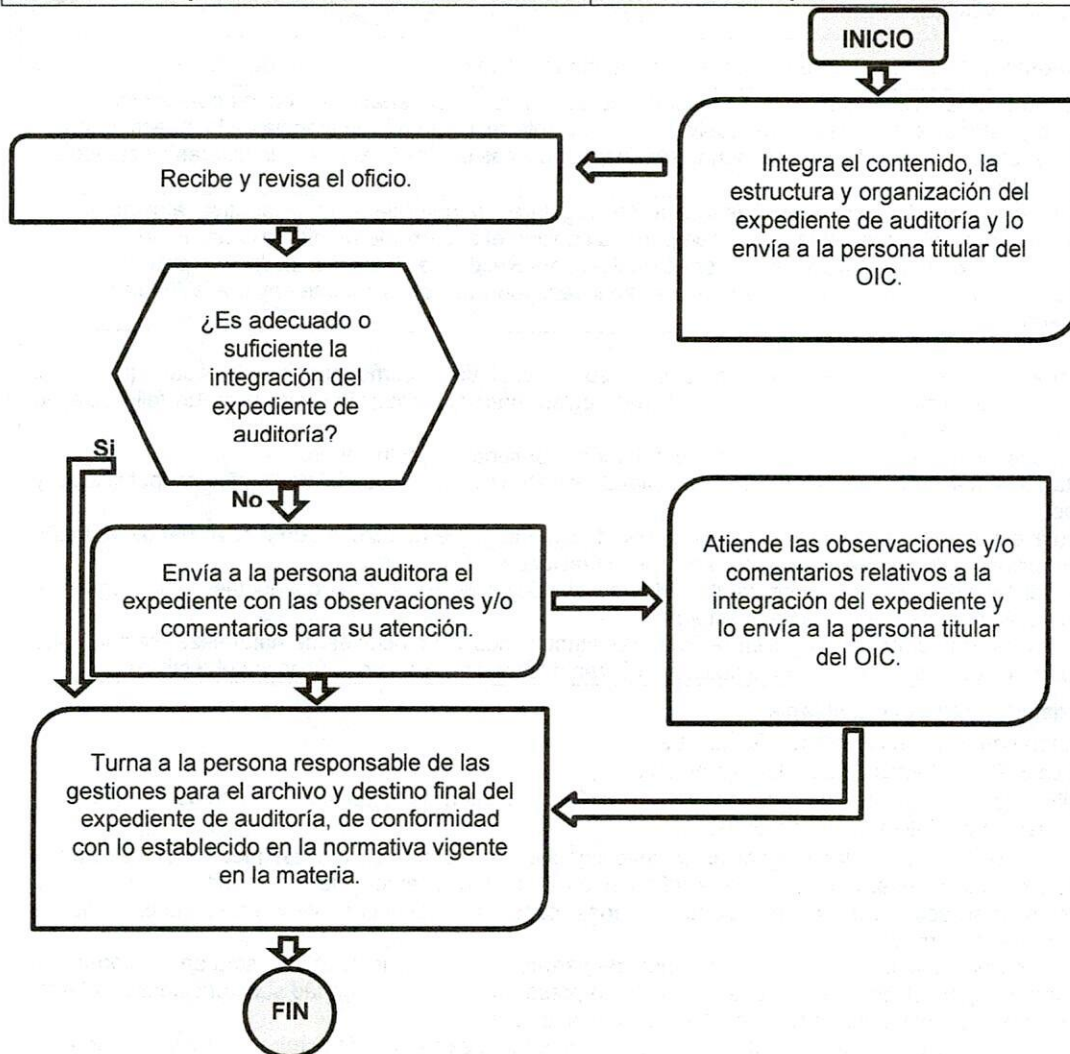 INICIO
Integra el contenido, la
estructura y organización del
expediente de auditoría y lo
envía a la persona titular del
OIC.
Recibe y revisa el oficio.
¿Es adecuado o
suficiente la
integración del
expediente de
auditoría?
Si
No
Envía a la persona auditora el
expediente con las observaciones y/o
comentarios para su atención.
Atiende las observaciones y/o
comentarios relativos a la
integración del expediente y
lo envía a la persona titular
del OIC.
Turna a la persona responsable de las
gestiones para el archivo y destino final del
expediente de auditoría, de conformidad
con lo establecido en la normativa vigente
en la materia.
FIN